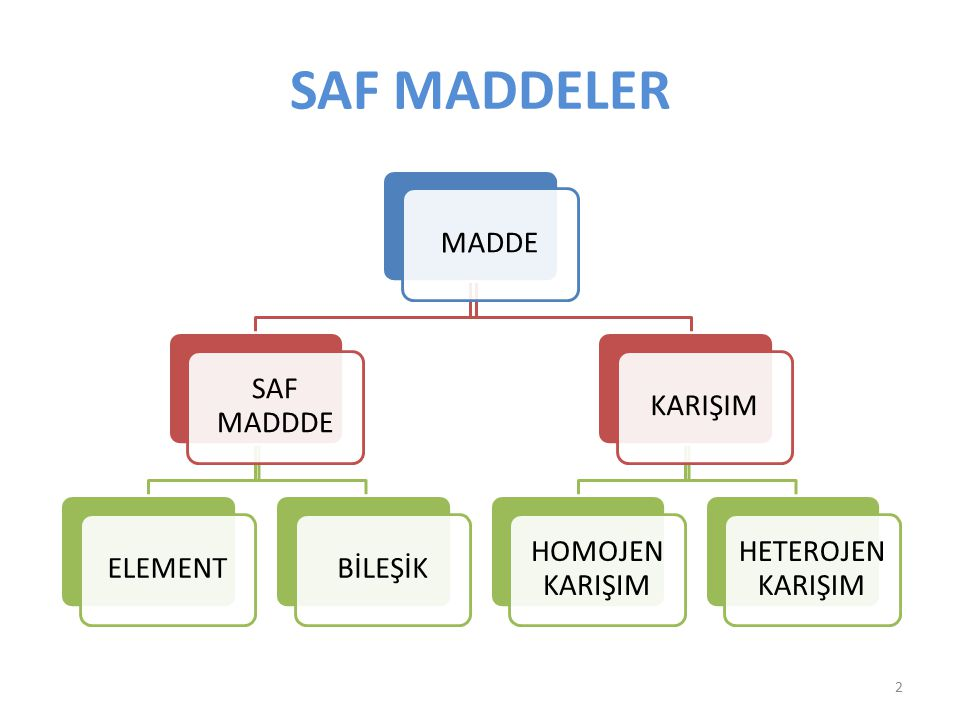 SAF MADDELER
MADDE
SAF
MADDDE
KARIŞIM
ELEMENT
BİLEŞİK
HOMOJEN
KARIŞIM
HETEROJEN
KARIŞIM
2